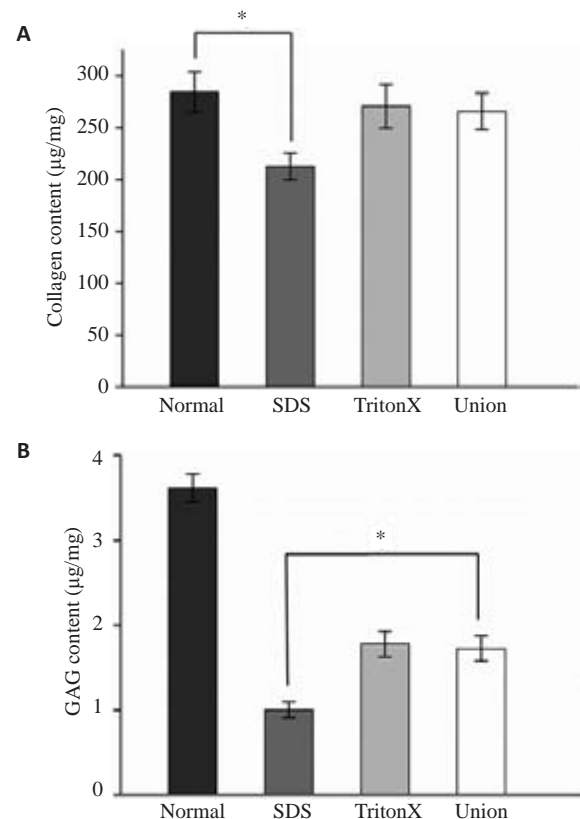 A
*
Collagen content (µg/mg)
300
250
200
150
100
50
0
Normal SDS TritonX Union
B
*
GAG content (µg/mg)
4
3
2
1
0
Normal SDS TritonX Union